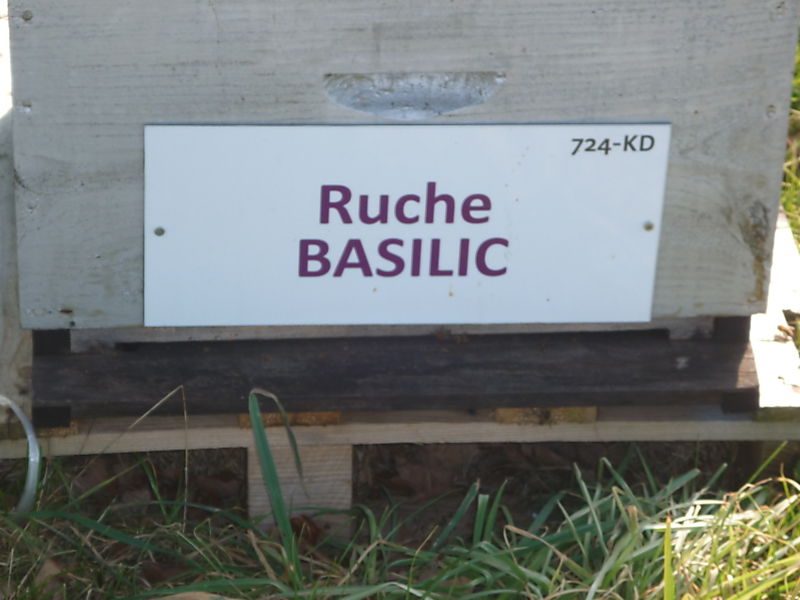 724-KD
Ruche
BASILIC